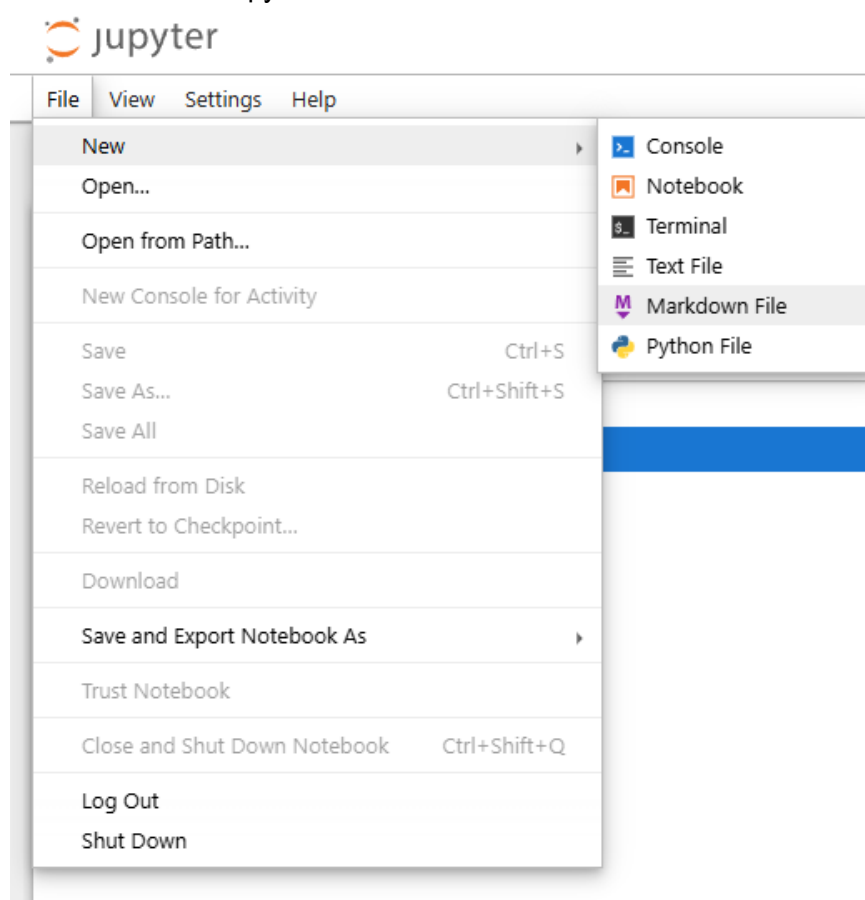 jupyter
File View Settings Help
New
Open...
Open from Path...
New Console for Activity
Save Ctrl+S
Save As... Ctrl+Shift+S
Save All
Reload from Disk
Revert to Checkpoint...
Download
Save and Export Notebook As
Trust Notebook
Close and Shut Down Notebook Ctrl+Shift+Q
Log Out
Shut Down
Console
Notebook
$_ Terminal
Text File
M Markdown File
Python File